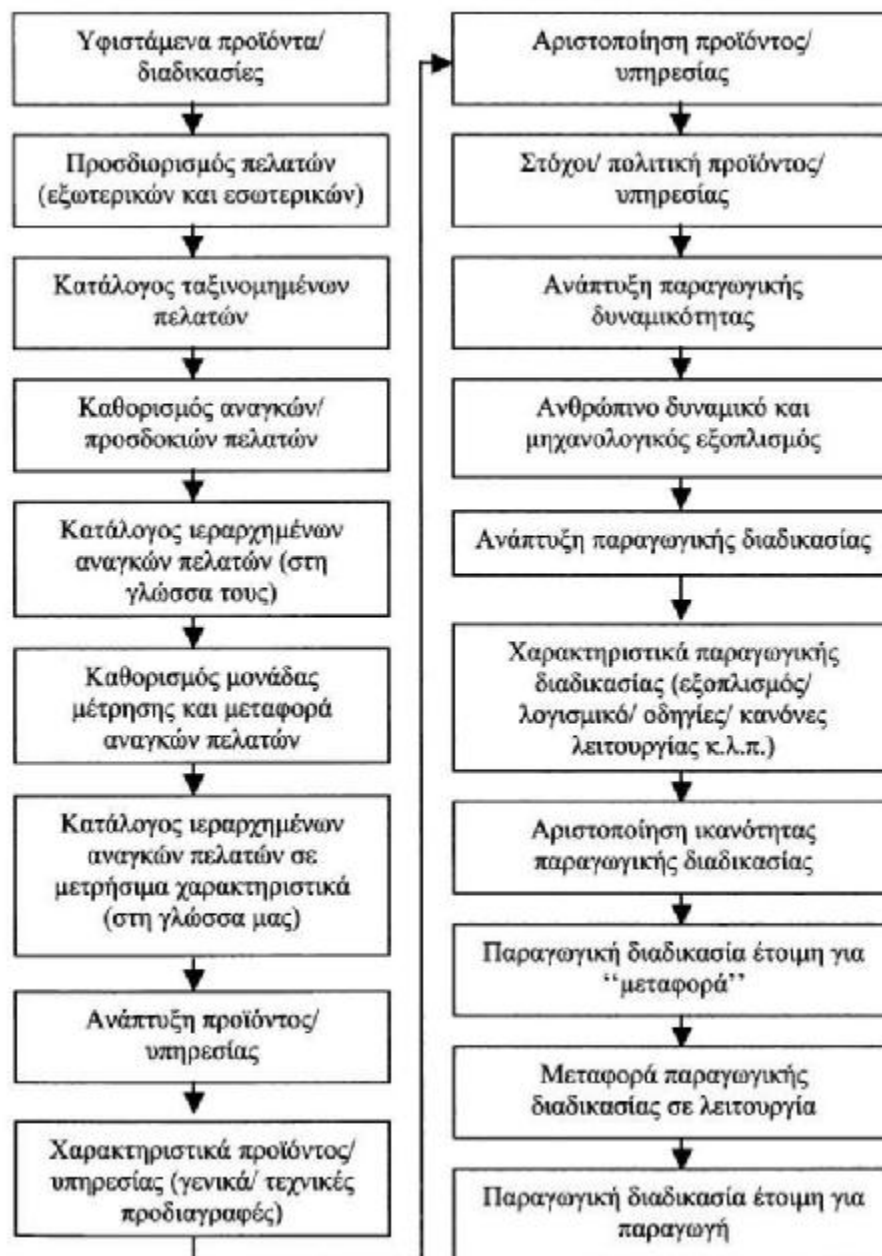 Υφιστάμενα προϊόντα/
διαδικασίες
Προσδιορισμός πελατών
(εξωτερικών και εσωτερικών)
Κατάλογος ταξινομημένων
πελατών
Καθορισμός αναγκών/
προσδοκιών πελατών
Κατάλογος ιεραρχημένων
αναγκών πελατών (στη
γλώσσα τους)
Καθορισμός μονάδας
μέτρησης και μεταφορά
αναγκών πελατών
Κατάλογος ιεραρχημένων
αναγκών πελατών σε
μετρήσιμα χαρακτηριστικά
(στη γλώσσα μας)
Ανάπτυξη προϊόντος/
υπηρεσίας
Χαρακτηριστικά προϊόντος/
υπηρεσίας (γενικά/ τεχνικές
προδιαγραφές)
Αριστοποίηση προϊόντος/
υπηρεσίας
Στόχοι/ πολιτική προϊόντος/
υπηρεσίας
Ανάπτυξη παραγωγικής
δυναμικότητας
Ανθρώπινο δυναμικό και
μηχανολογικός εξοπλισμός
Ανάπτυξη παραγωγικής διαδικασίας
Χαρακτηριστικά παραγωγικής
διαδικασίας (εξοπλισμός/
λογισμικό/ οδηγίες/ κανόνες
λειτουργίας κ.λ.π.)
Αριστοποίηση ικανότητας
παραγωγικής διαδικασίας
Παραγωγική διαδικασία έτοιμη για
‘‘μεταφορά’’
Μεταφορά παραγωγικής
διαδικασίας σε λειτουργία
Παραγωγική διαδικασία έτοιμη για
παραγωγή